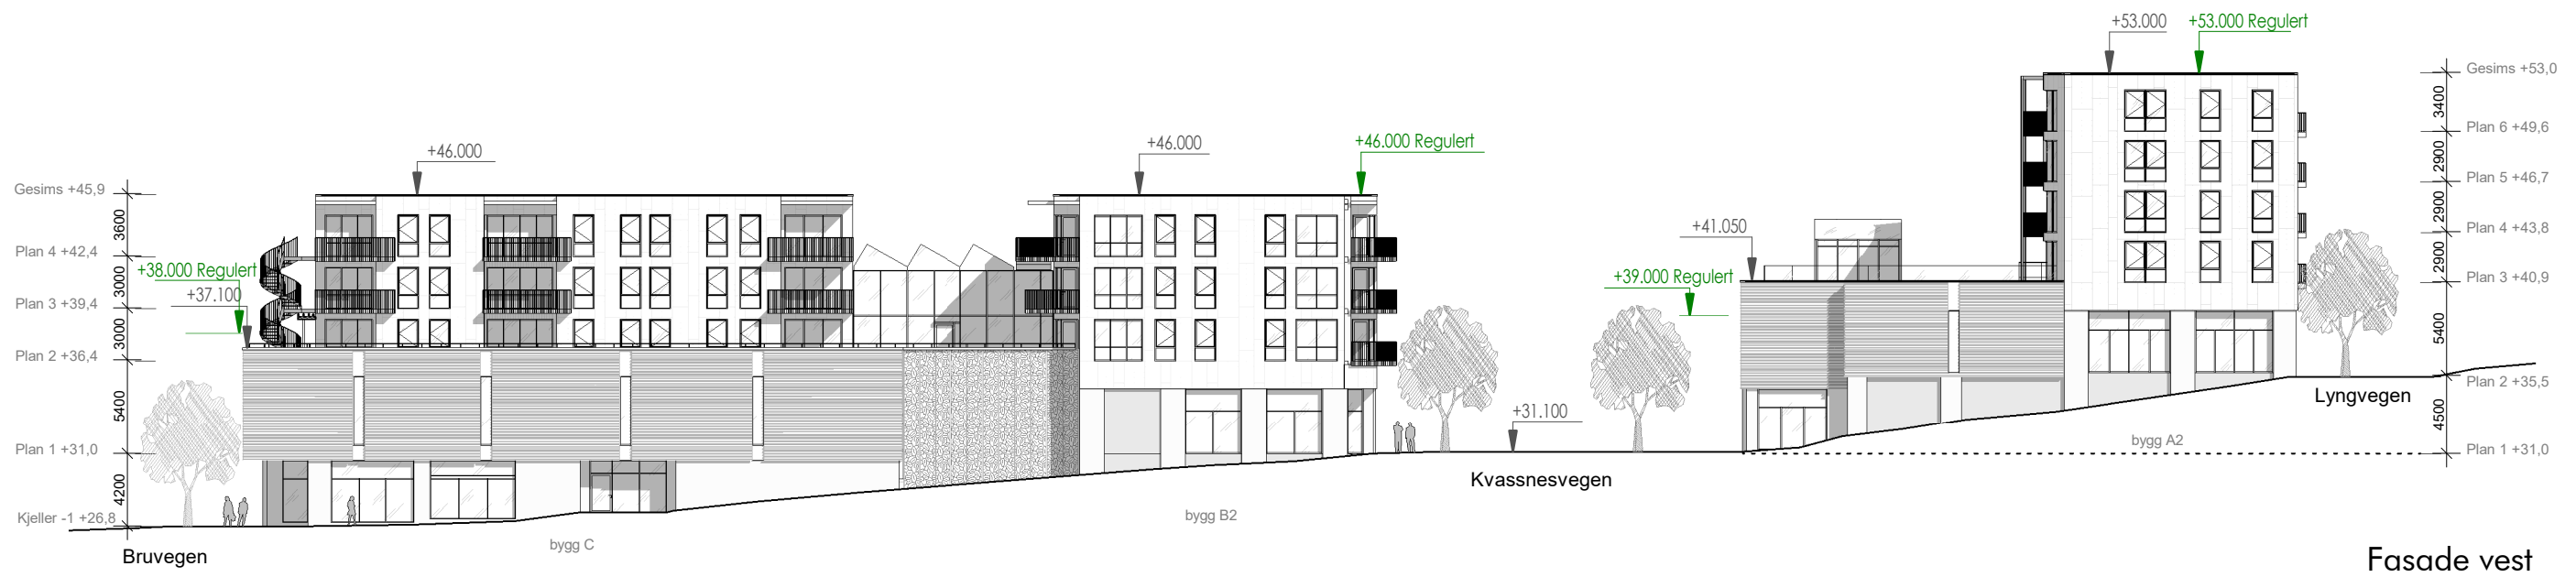 +53.000
+53.000 Regulert
Gesims +53,0
3400
Plan 6 +49,6
2900
Plan 5 +46,7
2900
Plan 4 +43,8
2900
Plan 3 +40,9
5400
Plan 2 +35,5
4500
Plan 1 +31,0
+46.000
+46.000
+46.000 Regulert
Gesims +45,9
3600
Plan 4 +42,4
3000
Plan 3 +39,4
3000
Plan 2 +36,4
5400
Plan 1 +31,0
4200
Kjeller -1 +26,8
+38.000 Regulert
+37.100
+41.050
+39.000 Regulert
+31.100
Lyngvegen
bygg A2
Kvassnesvegen
bygg B2
bygg C
Bruvegen
Fasade vest